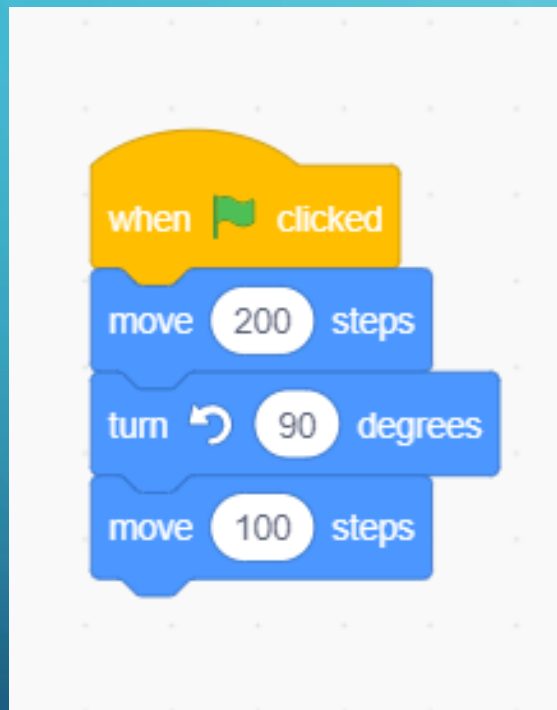 when clicked
move 200 steps
turn 90 degrees
move 100 steps